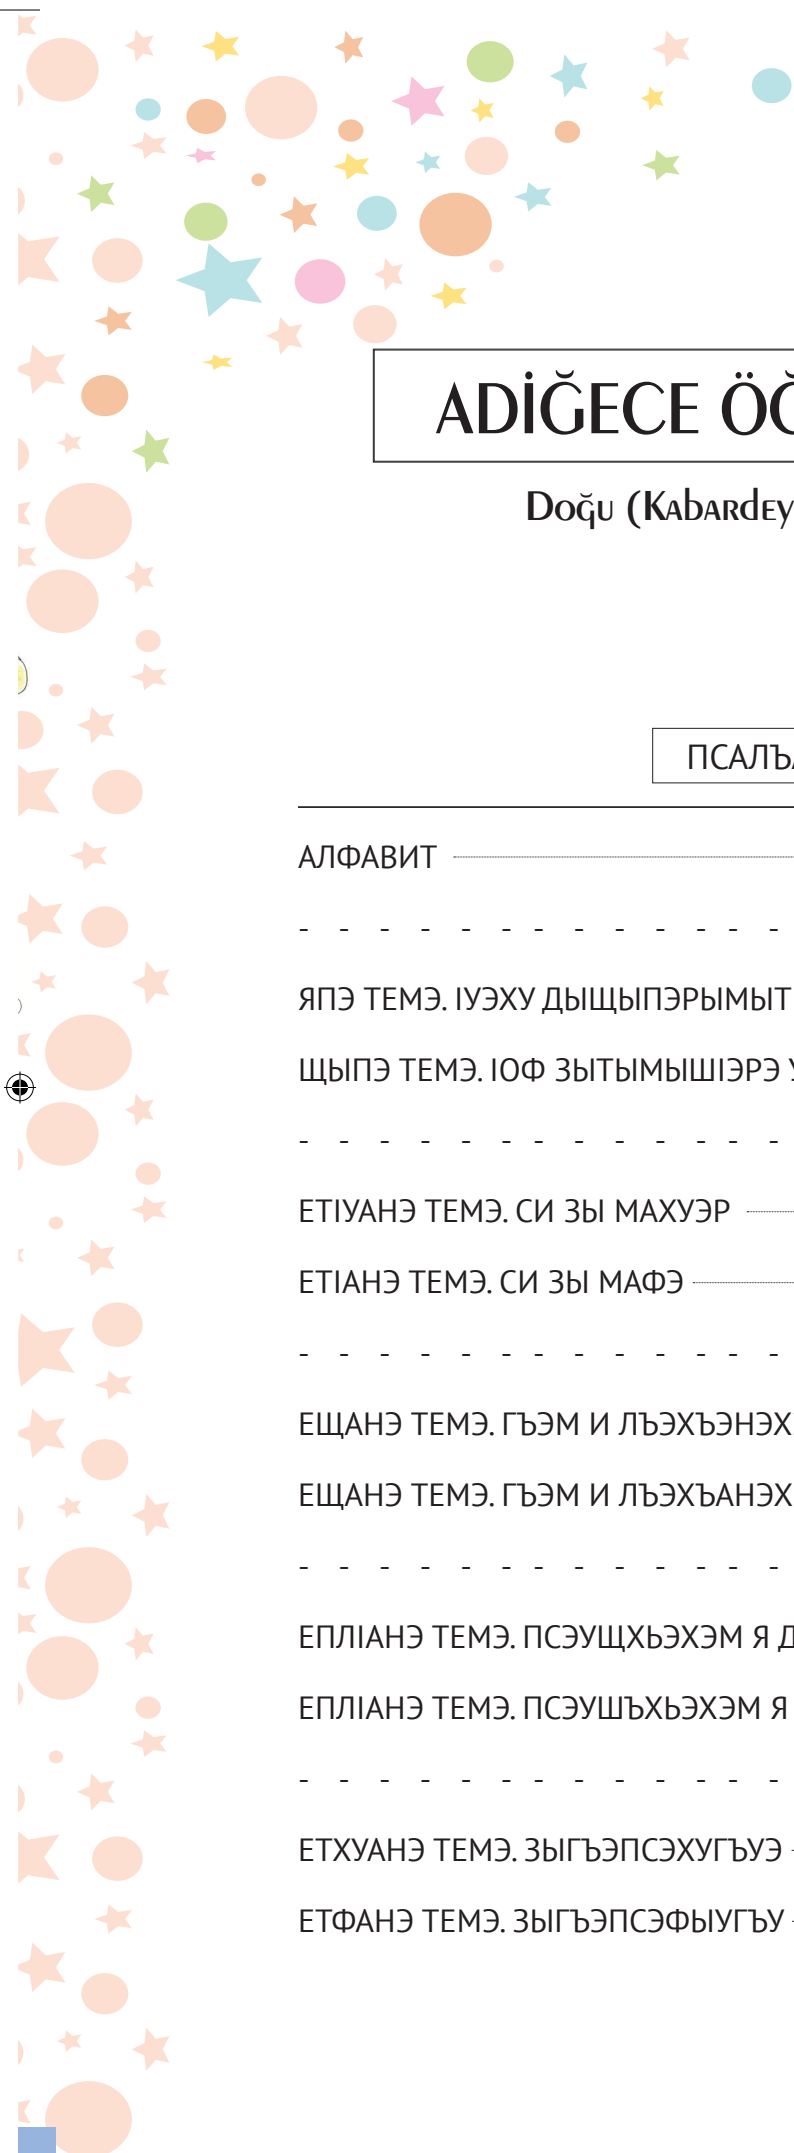 ADİĞECE
Doğu (Kabardey
АЛФАВИТ
- - - - - - - - - - - - -
ЯПЭ ТЕМЭ. IУЭХУ ДЫЩЫПЭРЫМЫТ
ЩЫПЭ ТЕМЭ. IОФ ЗЫТЫМЫШIЭРЭ
- - - - - - - - - - - - -
ЕТIУАНЭ ТЕМЭ. СИ ЗЫ МАХУЭР
ЕТIАНЭ ТЕМЭ. СИ ЗЫ МАФЭ
- - - - - - - - - - - - -
ЕЩАНЭ ТЕМЭ. ГЪЭМ И ЛЪЭХЪЭНЭХ
ЕЩАНЭ ТЕМЭ. ГЪЭМ И ЛЪЭХЪАНЭХ
- - - - - - - - - - - - -
ЕПЛIАНЭ ТЕМЭ. ПСЭУЩХЬЭХЭМ Я
ЕПЛIАНЭ ТЕМЭ. ПСЭУШЪХЬЭХЭМ Я
- - - - - - - - - - - - -
ЕТХУАНЭ ТЕМЭ. ЗЫГЪЭПСЭХУГЪУЭ
ЕТФАНЭ ТЕМЭ. ЗЫГЪЭПСЭФЫУГЪУ